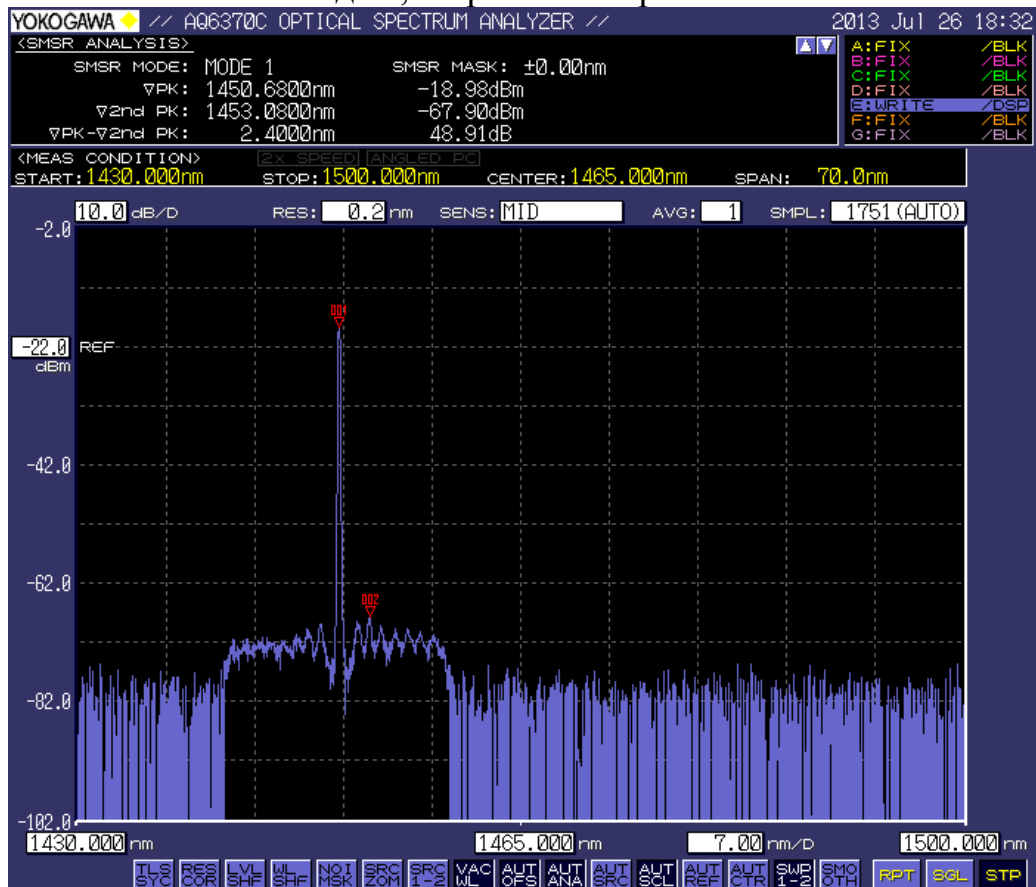 YOKOGAWA // AQ6370C OPTICAL SPECTRUM ANALYZER // 2013 Jul 26 18:32
<SMSR ANALYSIS>
SMSR MODE: MODE 1 SMSR MASK: ±0.00nm
▽PK: 1450.6800nm -18.98dBm
▽2nd PK: 1453.0800nm -67.90dBm
▽PK-▽2nd PK: 2.4000nm 48.91dB
A:FIX /BLK
B:FIX /BLK
C:FIX /BLK
D:FIX /BLK
E:WRITE /DSP
F:FIX /BLK
G:FIX /BLK
<MEAS CONDITION> 2X SPEED ANGLED PC
START:1430.000nm STOP:1500.000nm CENTER:1465.000nm SPAN: 70.0nm
10.0 dB/D RES: 0.2 nm SENS: MID AVG: 1 SMPL: 1751(AUTO)
-2.0
001
-22.0 REF
dBm
-42.0
-62.0
002
-82.0
-102.0
1430.000 nm 1465.000 nm 7.00 nm/D 1500.000 nm
TLS SYC RES COR LVL SHF WL SHF NOI MSK SRC ZOM SRC 1-2 VAC WL AUT OFS AUT ANA AUT SRC AUT SCL AUT REF AUT CTR SWP 1-2 SMO OTH RPT SGL STP